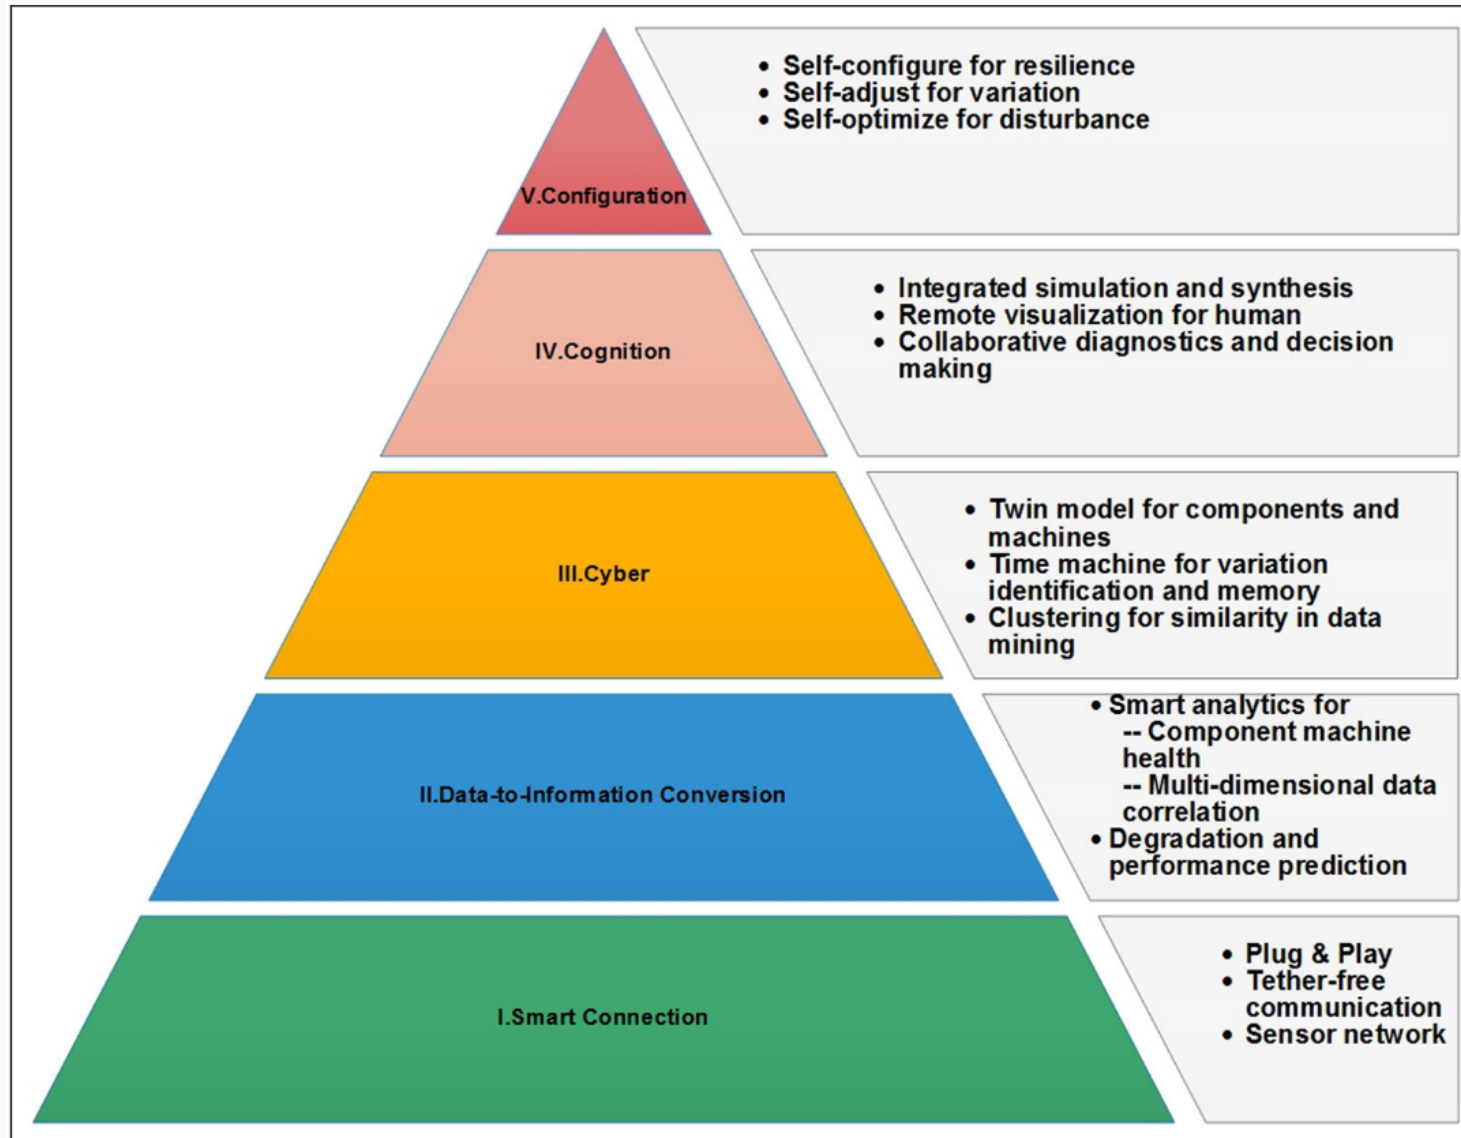 • Self-configure for resilience
• Self-adjust for variation
• Self-optimize for disturbance
V.Configuration
• Integrated simulation and synthesis
• Remote visualization for human
• Collaborative diagnostics and decision
making
IV.Cognition
• Twin model for components and
machines
• Time machine for variation
identification and memory
• Clustering for similarity in data
mining
III.Cyber
• Smart analytics for
-- Component machine
health
-- Multi-dimensional data
correlation
• Degradation and
performance prediction
II.Data-to-Information Conversion
• Plug & Play
• Tether-free
communication
• Sensor network
I.Smart Connection